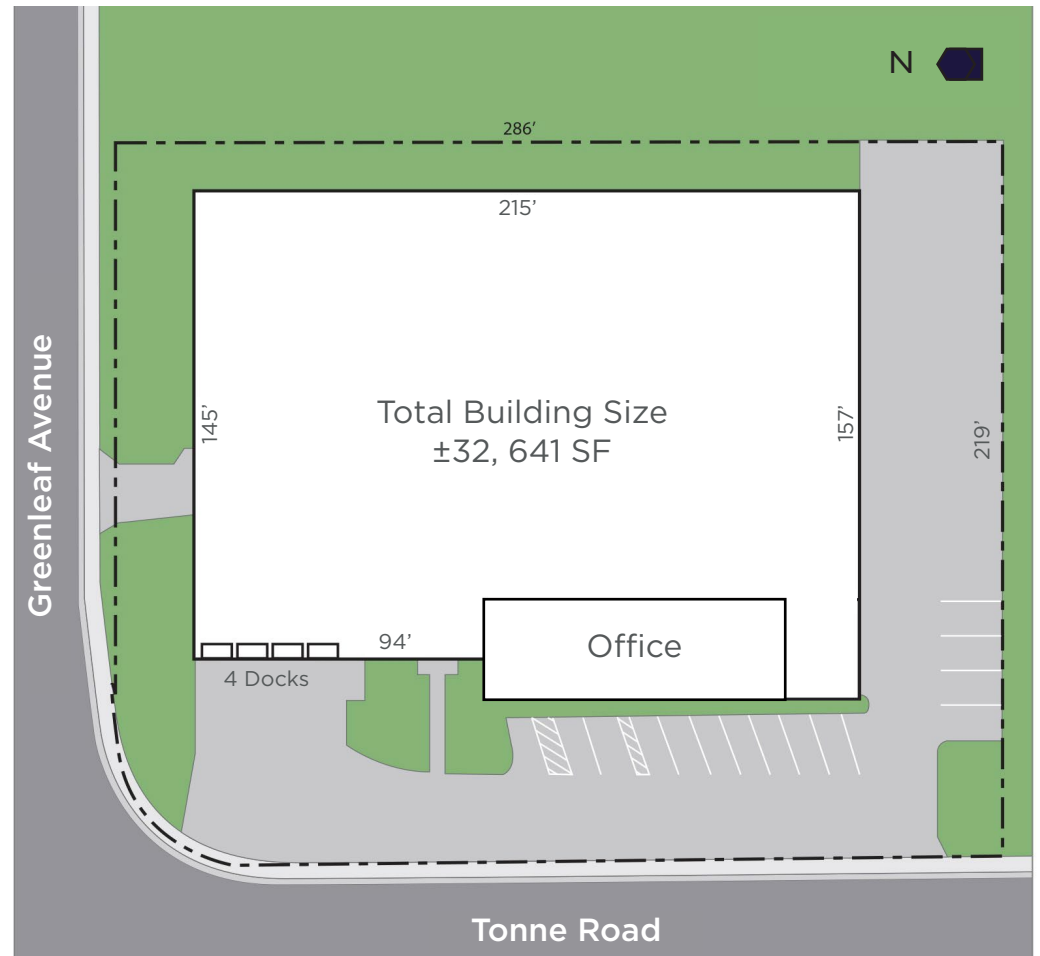 N
286’
215’
Total Building Size
±32, 641 SF
145’
157’
219’
Greenleaf Avenue
94’
Office
4 Docks
Tonne Road